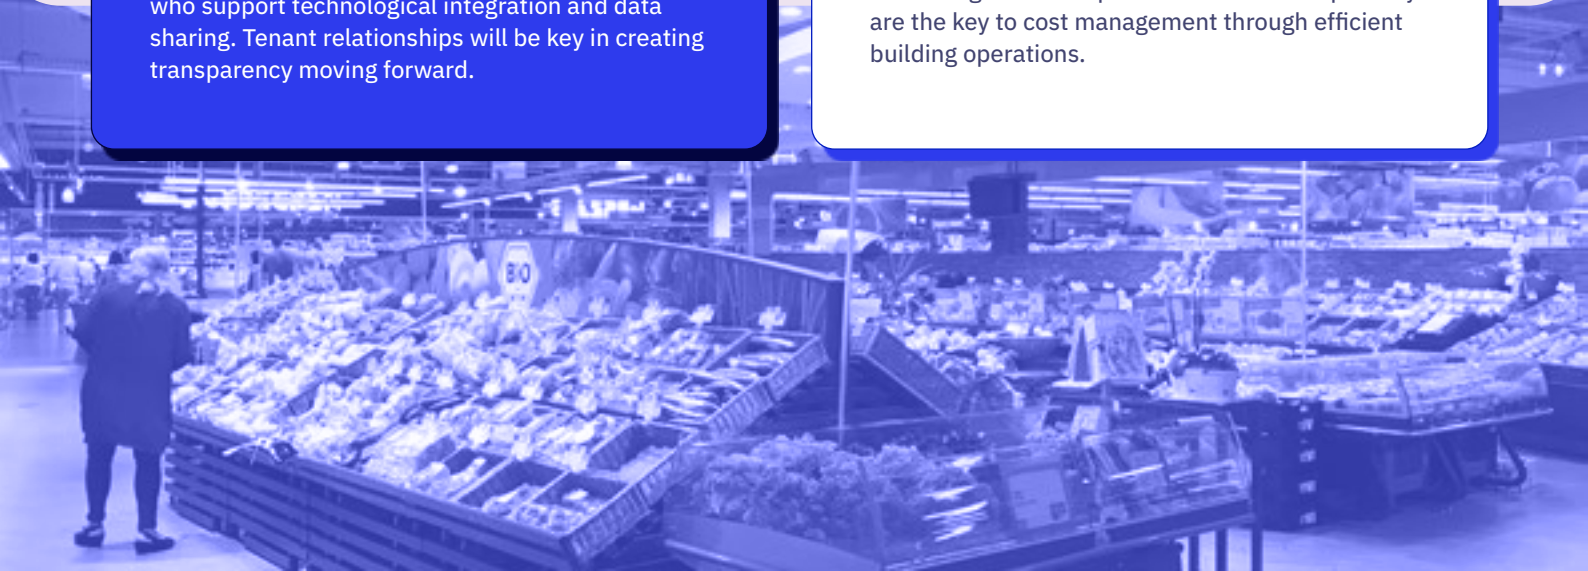 who support technological integration and data
sharing. Tenant relationships will be key in creating
transparency moving forward.
are the key to cost management through efficient
building operations.
BIO